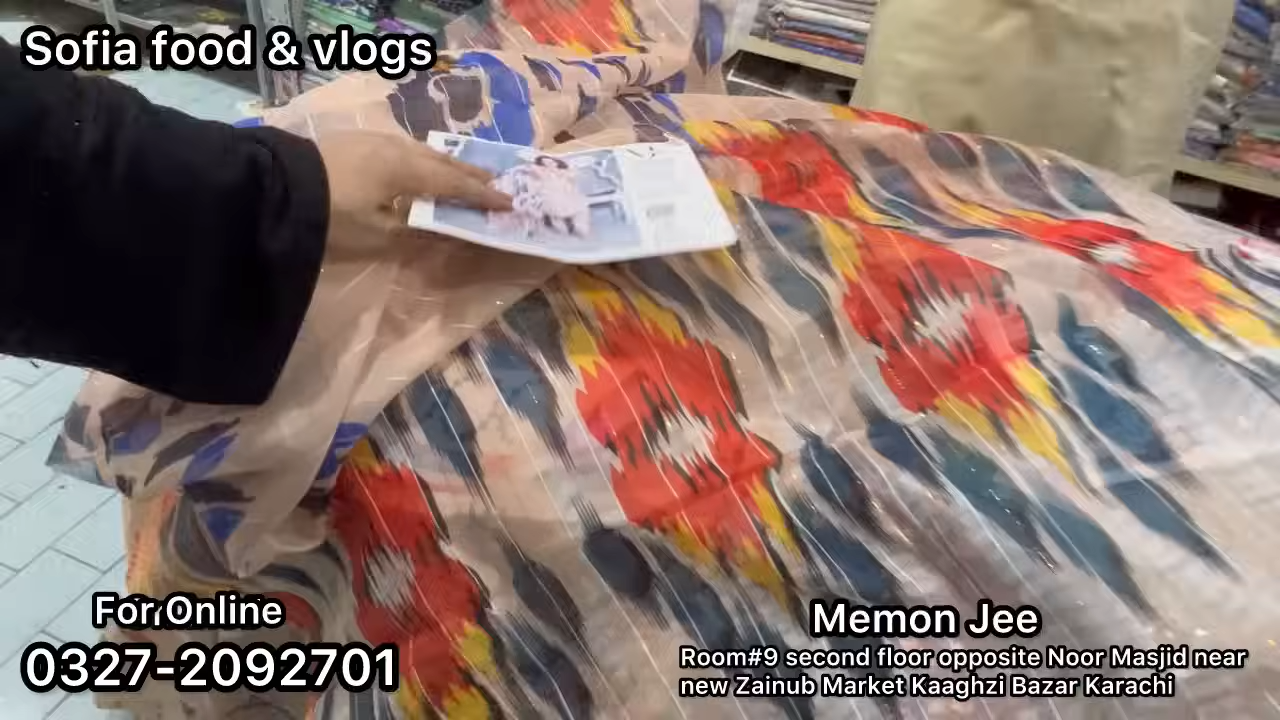 Sofia food & vlogs
For Online
0327-2092701
Memon Jee
Room#9 second floor opposite Noor Masjid near
new Zainub Market Kaaghzi Bazar Karachi